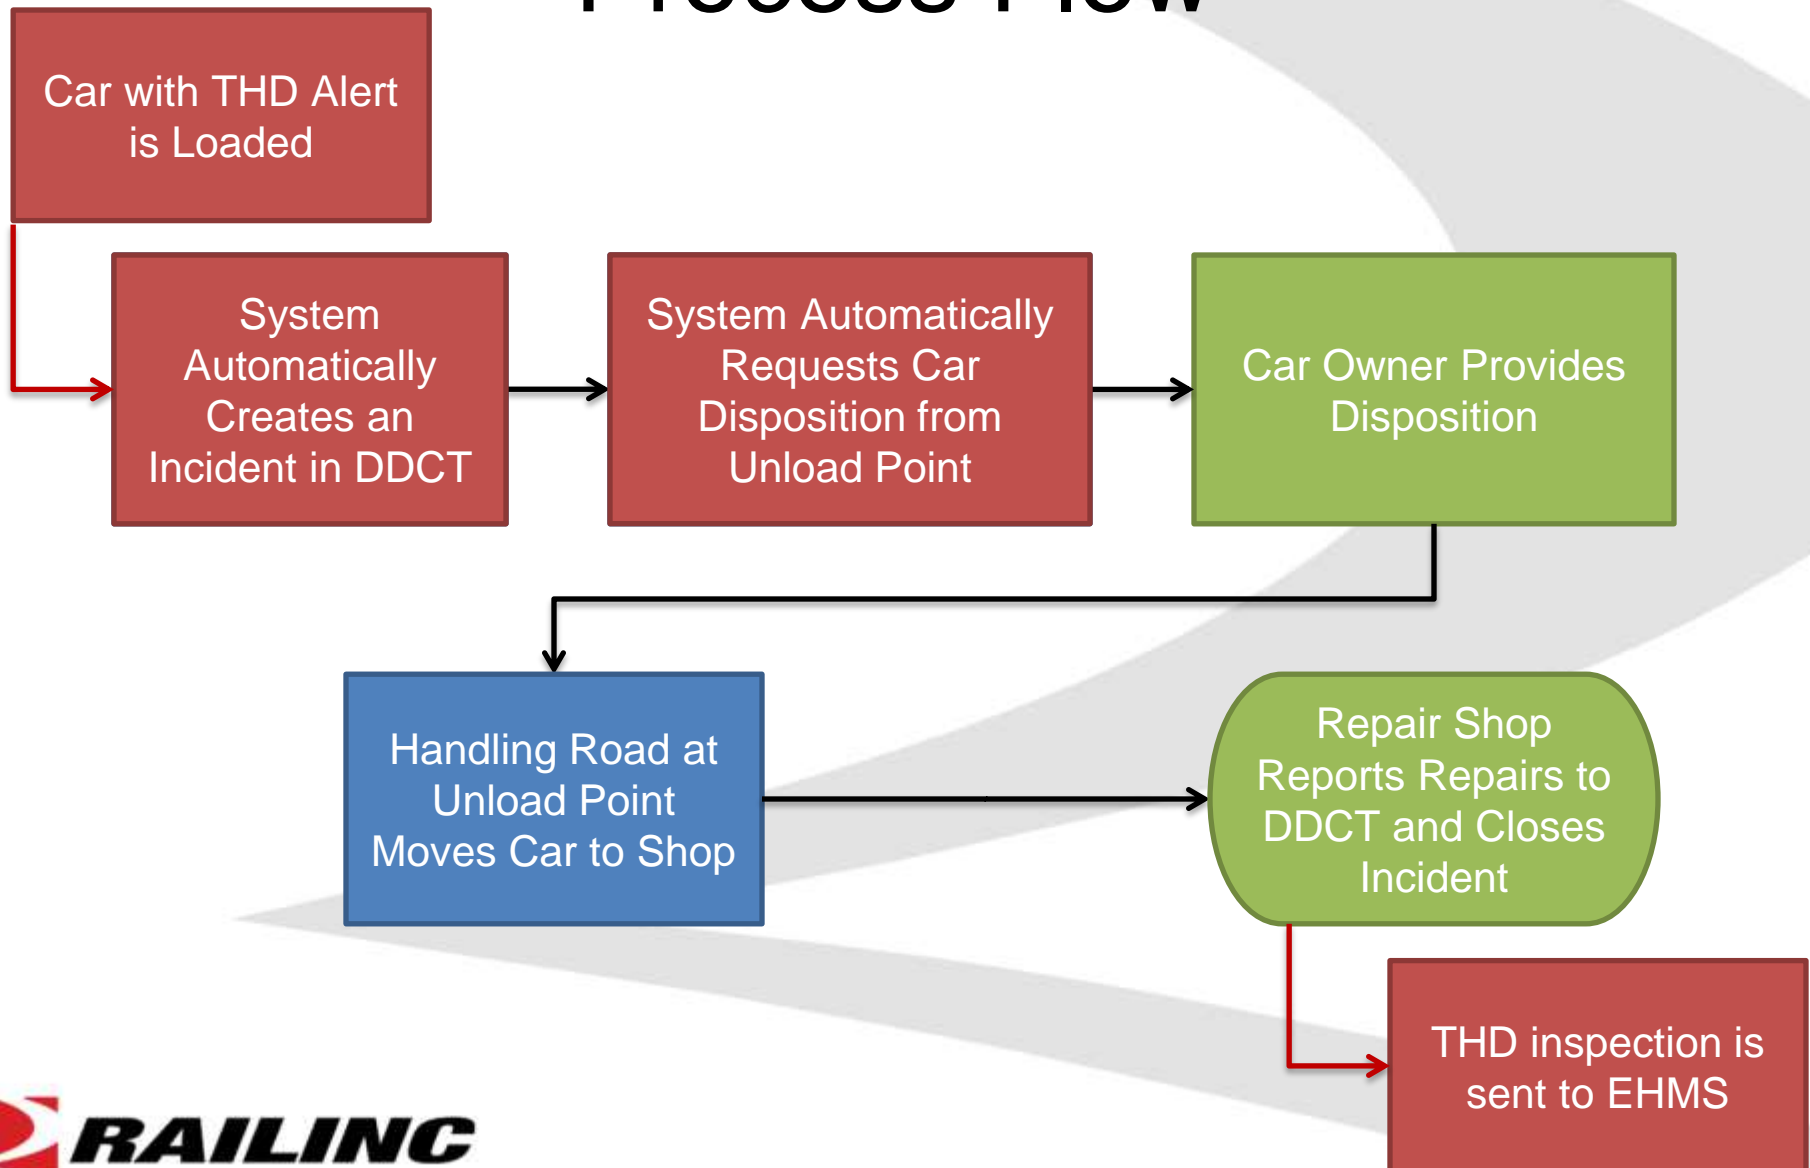 Process Flow
Car with THD Alert
is Loaded
System
Automatically
Creates an
Incident in DDCT
System Automatically
Requests Car
Disposition from
Unload Point
Car Owner Provides
Disposition
Handling Road at
Unload Point
Moves Car to Shop
Repair Shop
Reports Repairs to
DDCT and Closes
Incident
THD inspection is
sent to EHMS
RAILINC